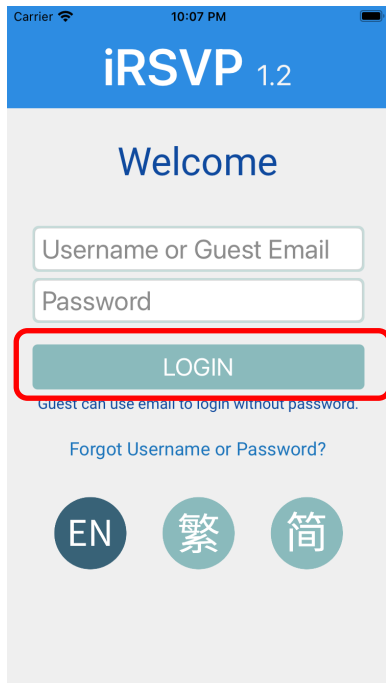 Carrier 10:07 PM
iRSVP 1.2
Welcome
Username or Guest Email
Password
LOGIN
Guest can use email to login without password.
Forgot Username or Password?
EN 繁 简